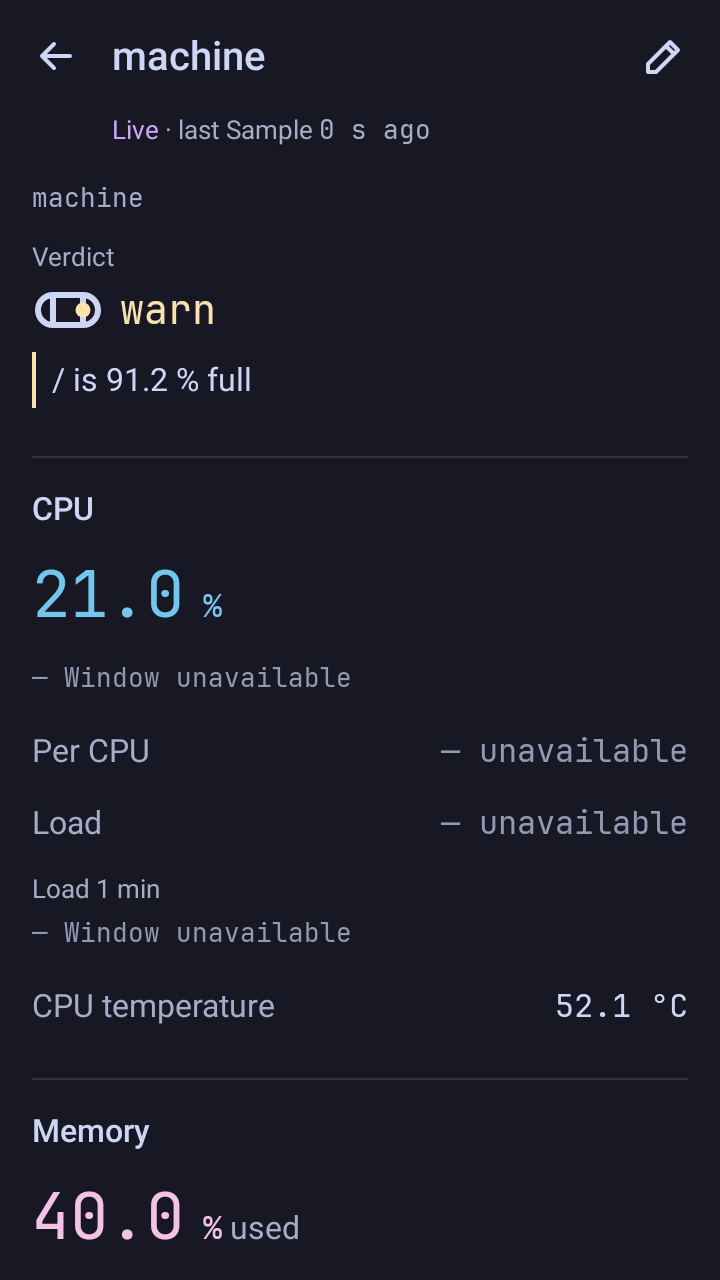 machine
Live · last Sample 0 s ago
machine
Verdict
warn
/ is 91.2 % full
CPU
21.0 %
— Window unavailable
Per CPU — unavailable
Load — unavailable
Load 1 min
— Window unavailable
CPU temperature 52.1 °C
Memory
40.0 % used